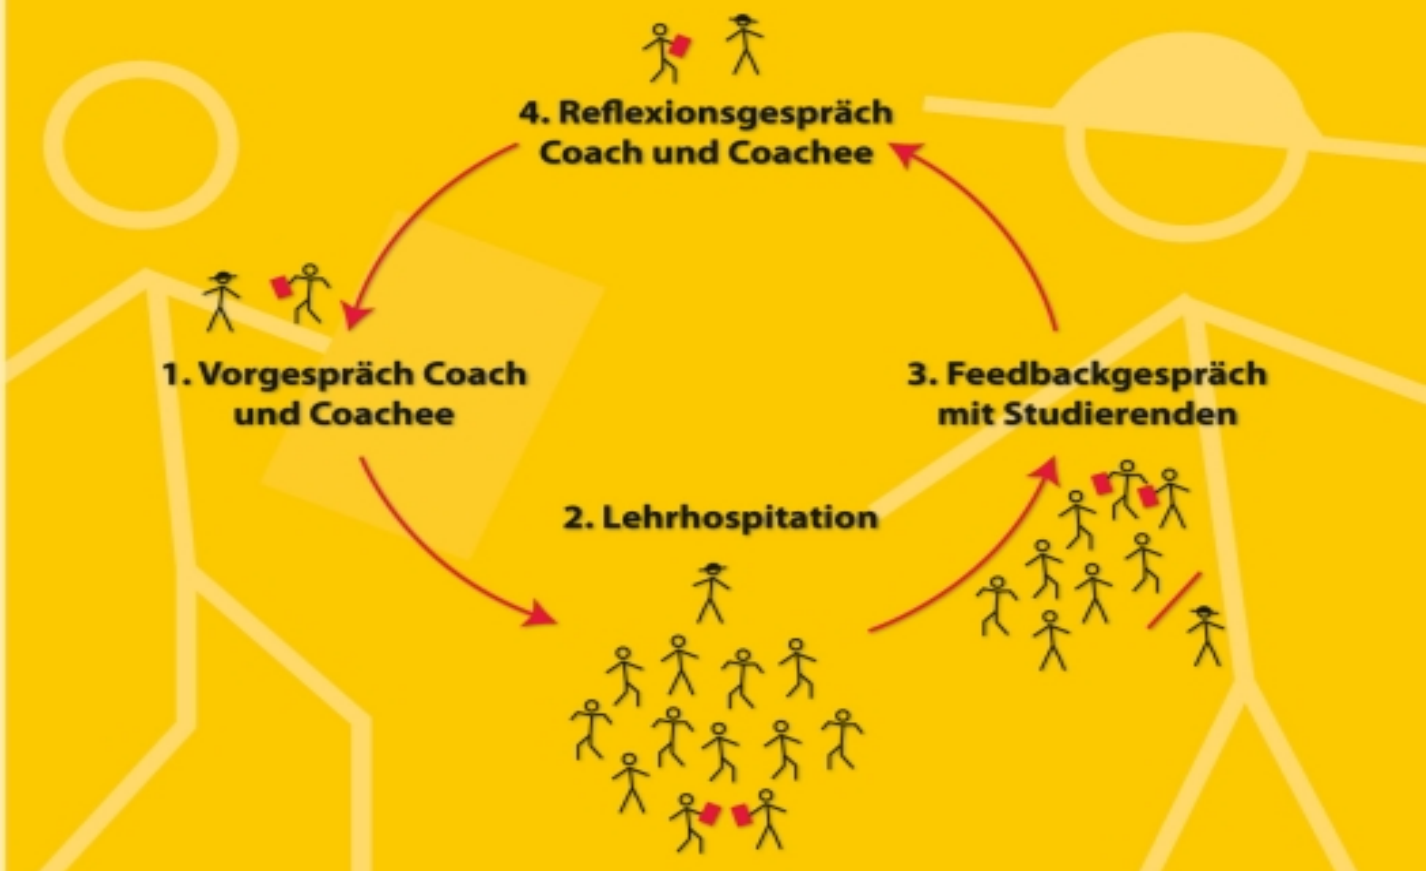 4. Reflexionsgespräch
Coach und Coachee
1. Vorgespräch Coach
und Coachee
3. Feedbackgespräch
mit Studierenden
2. Lehrhospitation